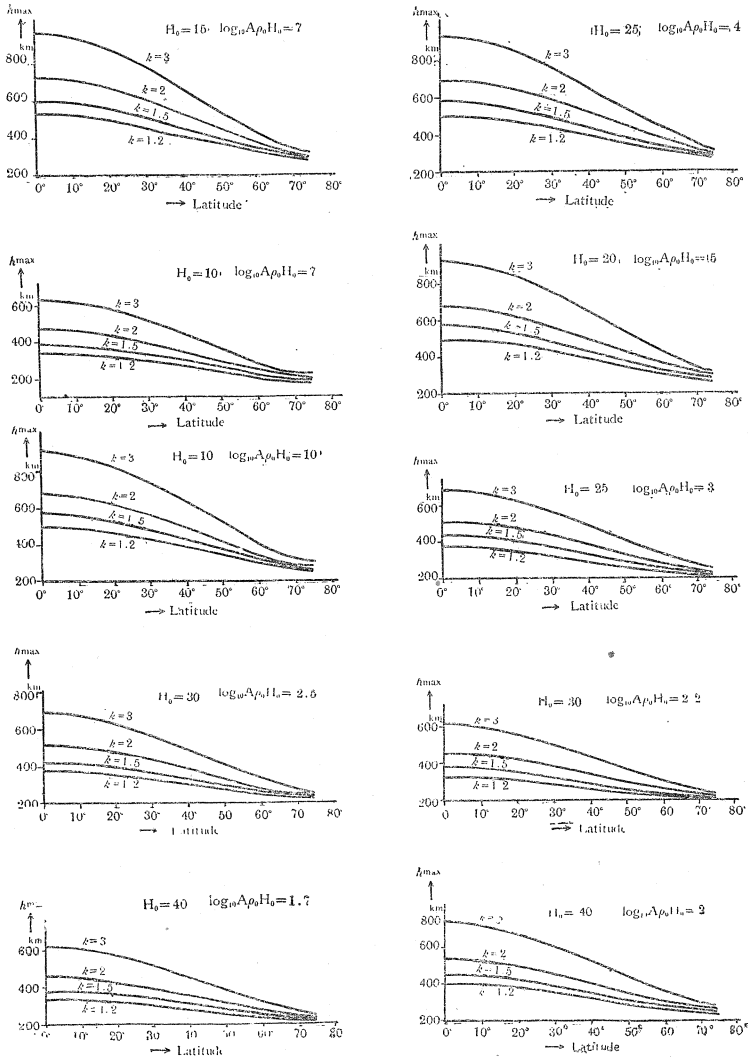 hmax
H₀=15 log₁₀Aρ₀H₀=7
km
k=3
800
k=2
600
k=1.5
400
k=1.2
200
0° 10° 20° 30° 40° 50° 60° 70° 80°
→ Latitude
hmax
H₀=25 log₁₀Aρ₀H₀=4
km
k=3
800
k=2
600
k=1.5
400
k=1.2
200
0° 10° 20° 30° 40° 50° 60° 70° 80°
→ Latitude
hmax
H₀=10 log₁₀Aρ₀H₀=7
km
600
k=3
k=2
400
k=1.5
k=1.2
200
0° 10° 20° 30° 40° 50° 60° 70° 80°
→ Latitude
hmax
H₀=20
km
k=3
800
k=2
600
k=1.5
400
k=1.2
200
0° 10° 20° 30° 40° 50° 60° 70° 80°
→ Latitude
hmax
H₀=10 log₁₀Aρ₀H₀=10
km
k=3
800
k=2
600
k=1.5
400
k=1.2
200
0° 10° 20° 30° 40° 50° 60° 70° 80°
→ Latitude
hmax
H₀=25 log₁₀Aρ₀H₀=3
km
k=3
600
k=2
k=1.5
400
k=1.2
200
0° 10° 20° 30° 40° 50° 60° 70° 80°
→ Latitude
hmax
H₀=30 log₁₀Aρ₀H₀=2.5
km
800
k=3
600
k=2
k=1.5
400
k=1.2
200
0° 10° 20° 30° 40° 50 60° 70° 80°
→ Latitude
hmax
H₀=30 log₁₀Aρ₀H₀=2 2
km
k=3
600
k=2
k=1.5
400
k=1 2
200
0° 10° 20° 30° 40° 50° 60° 70° 80°
→ Latitude
H₀=40 log₁₀Aρ₀H₀=1.7
km
k=3
600
k=2
400
k=1.5
k=1.2
200
10° 20° 30° 40° 50° 60° 70° 80°
→ Latitude
hmax
H₀=40 log₁₀Aρ₀H₀=2
km
800
600
k=2
k=1.5
400
k=1.2
200
0° 10° 20° 30° 40° 50° 60° 70° 80°
→ Latitude